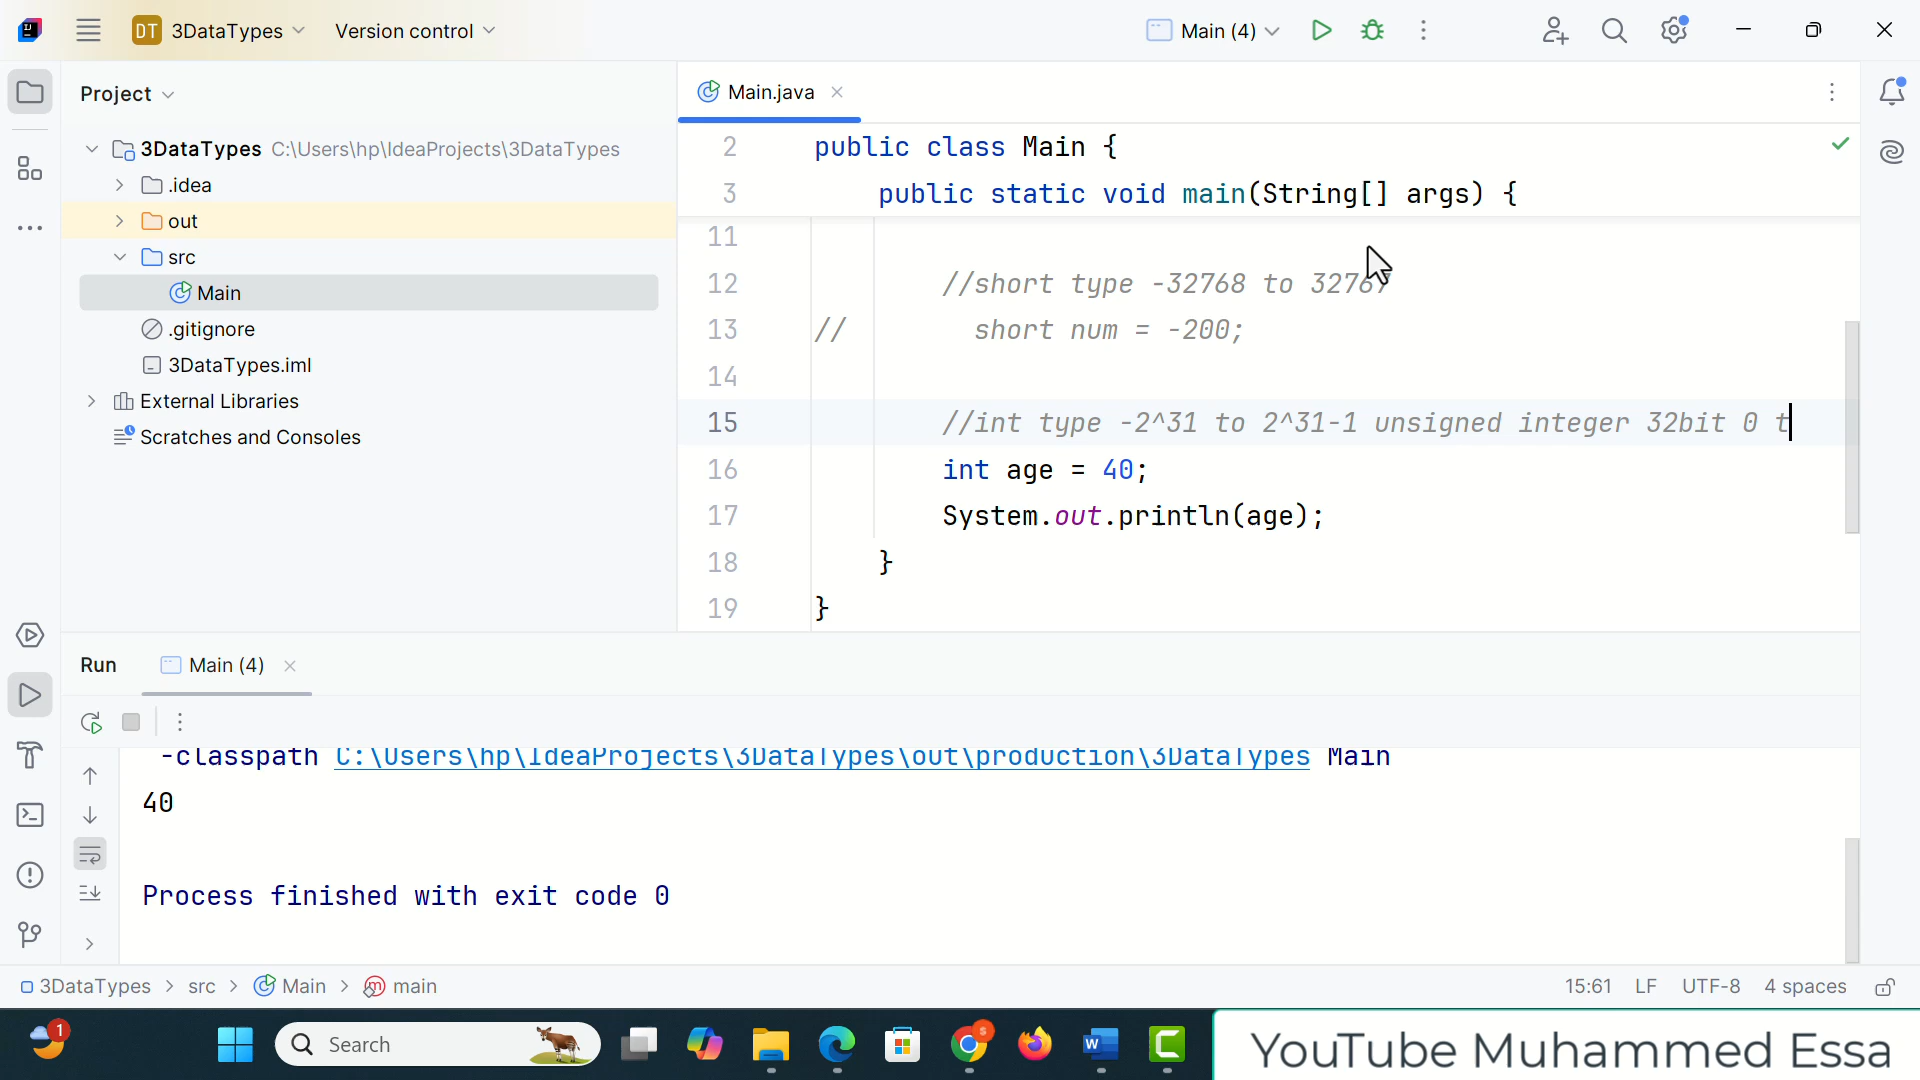 DT 3DataTypes Version control Main (4)
Project
3DataTypes C:\Users\hp\IdeaProjects\3DataTypes
.idea
out
src
Main
.gitignore
3DataTypes.iml
External Libraries
Scratches and Consoles
Main.java
2 public class Main {
3 public static void main(String[] args) {
11
12 //short type -32768 to 32767
13 // short num = -200;
14
15 //int type -2^31 to 2^31-1 unsigned integer 32bit 0 t
16 int age = 40;
17 System.out.println(age);
18 }
19 }
Run Main (4)
-classpath C:\Users\hp\IdeaProjects\3DataTypes\out\production\3DataTypes Main
40
Process finished with exit code 0
3DataTypes > src > Main > main 15:61 LF UTF-8 4 spaces
1 Search
YouTube Muhammed Essa